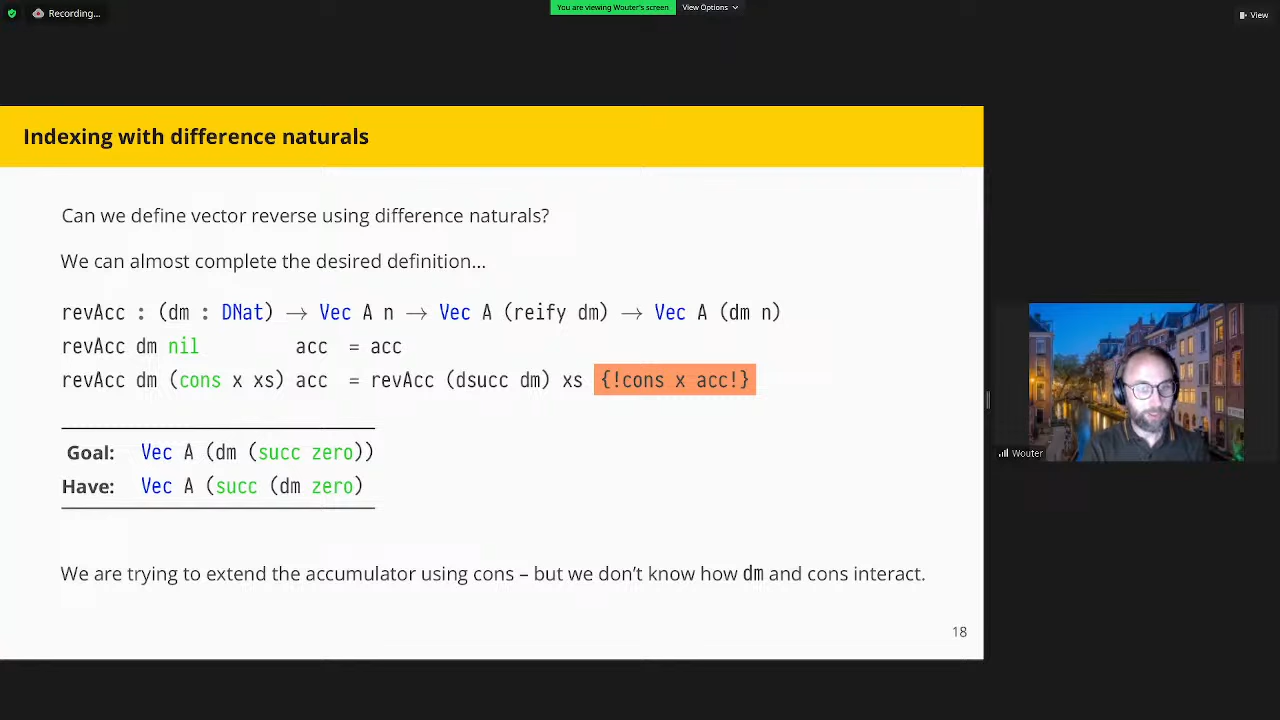 Recording...
You are viewing Wouter's screen
View Options
View
Indexing with difference naturals
Can we define vector reverse using difference naturals?
We can almost complete the desired definition...
revAcc : (dm : DNat) → Vec A n → Vec A (reify dm) → Vec A (dm n)
revAcc dm nil acc = acc
revAcc dm (cons x xs) acc = revAcc (dsucc dm) xs {!cons x acc!}
Goal: Vec A (dm (succ zero))
Have: Vec A (succ (dm zero)
We are trying to extend the accumulator using cons – but we don't know how dm and cons interact.
18
Wouter